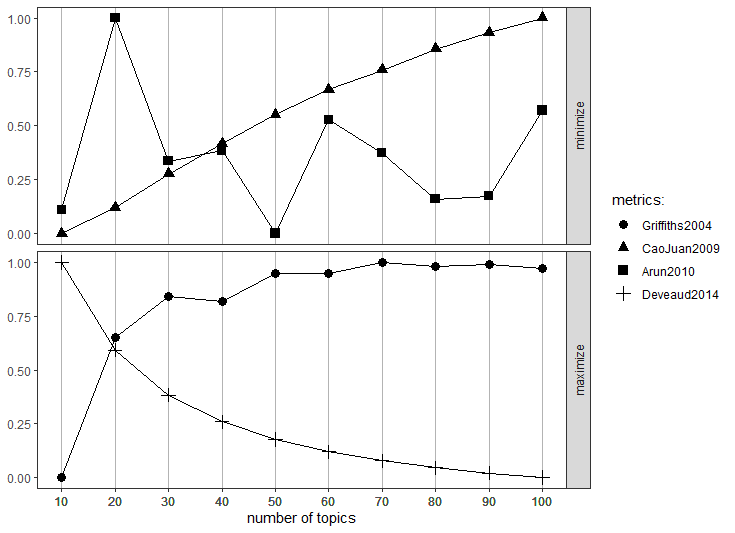 1.00
0.75
0.50
0.25
0.00
minimize
1.00
0.75
0.50
0.25
0.00
maximize
10 20 30 40 50 60 70 80 90 100
number of topics
metrics:
Griffiths2004
CaoJuan2009
Arun2010
Deveaud2014